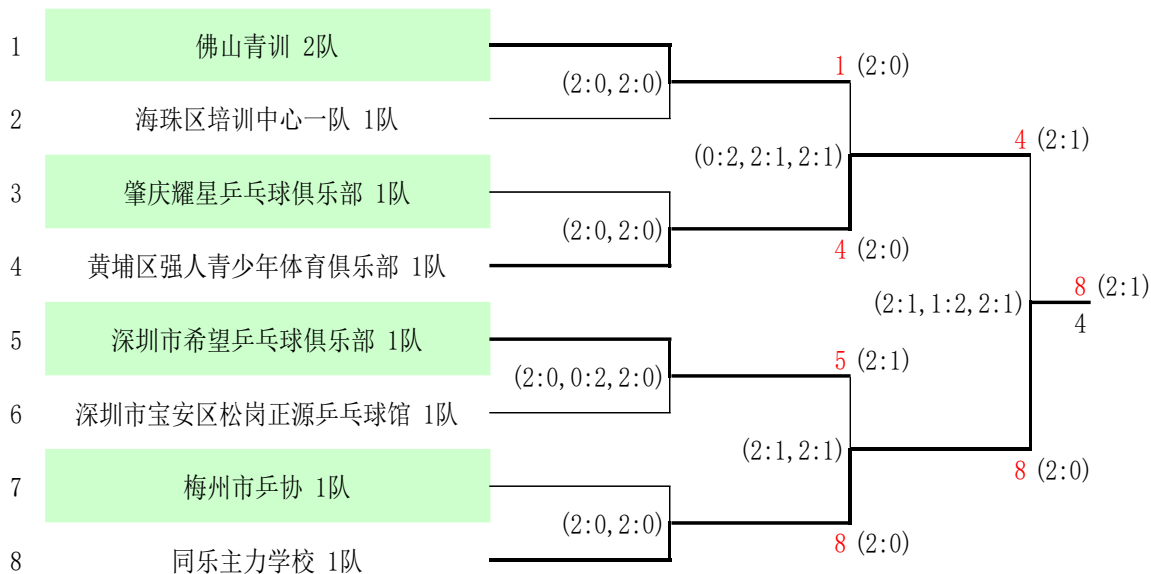 1 佛山青训 2队
2 海珠区培训中心一队 1队
3 肇庆耀星乒乓球俱乐部 1队
4 黄埔区强人青少年体育俱乐部 1队
5 深圳市希望乒乓球俱乐部 1队
6 深圳市宝安区松岗正源乒乓球馆 1队
7 梅州市乒协 1队
8 同乐主力学校 1队
(2:0,2:0)
(2:0,2:0)
(2:0,0:2,2:0)
(2:0,2:0)
1 (2:0)
(0:2,2:1,2:1)
4 (2:0)
5 (2:1)
(2:1,2:1)
8 (2:0)
4 (2:1)
(2:1,1:2,2:1)
8 (2:0)
8 (2:1)
4